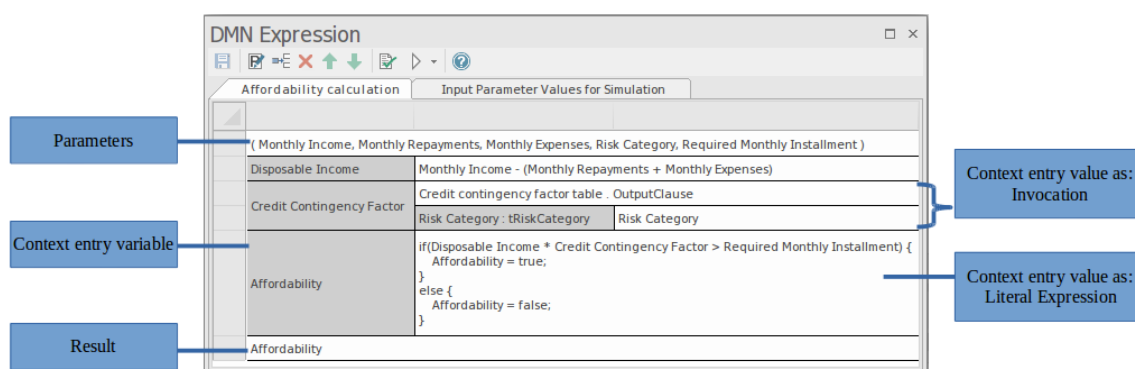 DMN Expression
Affordability calculation
Input Parameter Values for Simulation
Parameters
( Monthly Income, Monthly Repayments, Monthly Expenses, Risk Category, Required Monthly Installment )
Disposable Income
Monthly Income - (Monthly Repayments + Monthly Expenses)
Credit Contingency Factor
Credit contingency factor table . OutputClause
Risk Category : tRiskCategory
Risk Category
Context entry value as:
Invocation
Context entry variable
Affordability
if(Disposable Income * Credit Contingency Factor > Required Monthly Installment) {
Affordability = true;
}
else {
Affordability = false;
}
Context entry value as:
Literal Expression
Result
Affordability